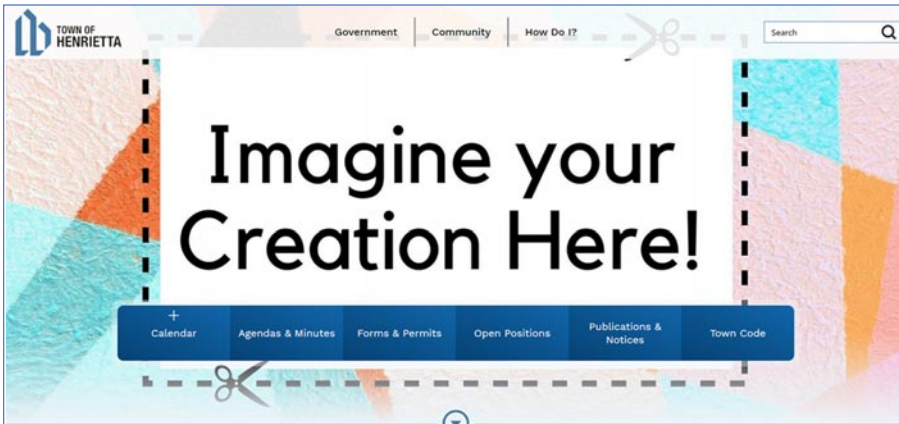 TOWN OF
HENRIETTA
Government
Community
How Do I?
Search
Imagine your
Creation Here!
Calendar
Agendas & Minutes
Forms & Permits
Open Positions
Publications &
Notices
Town Code